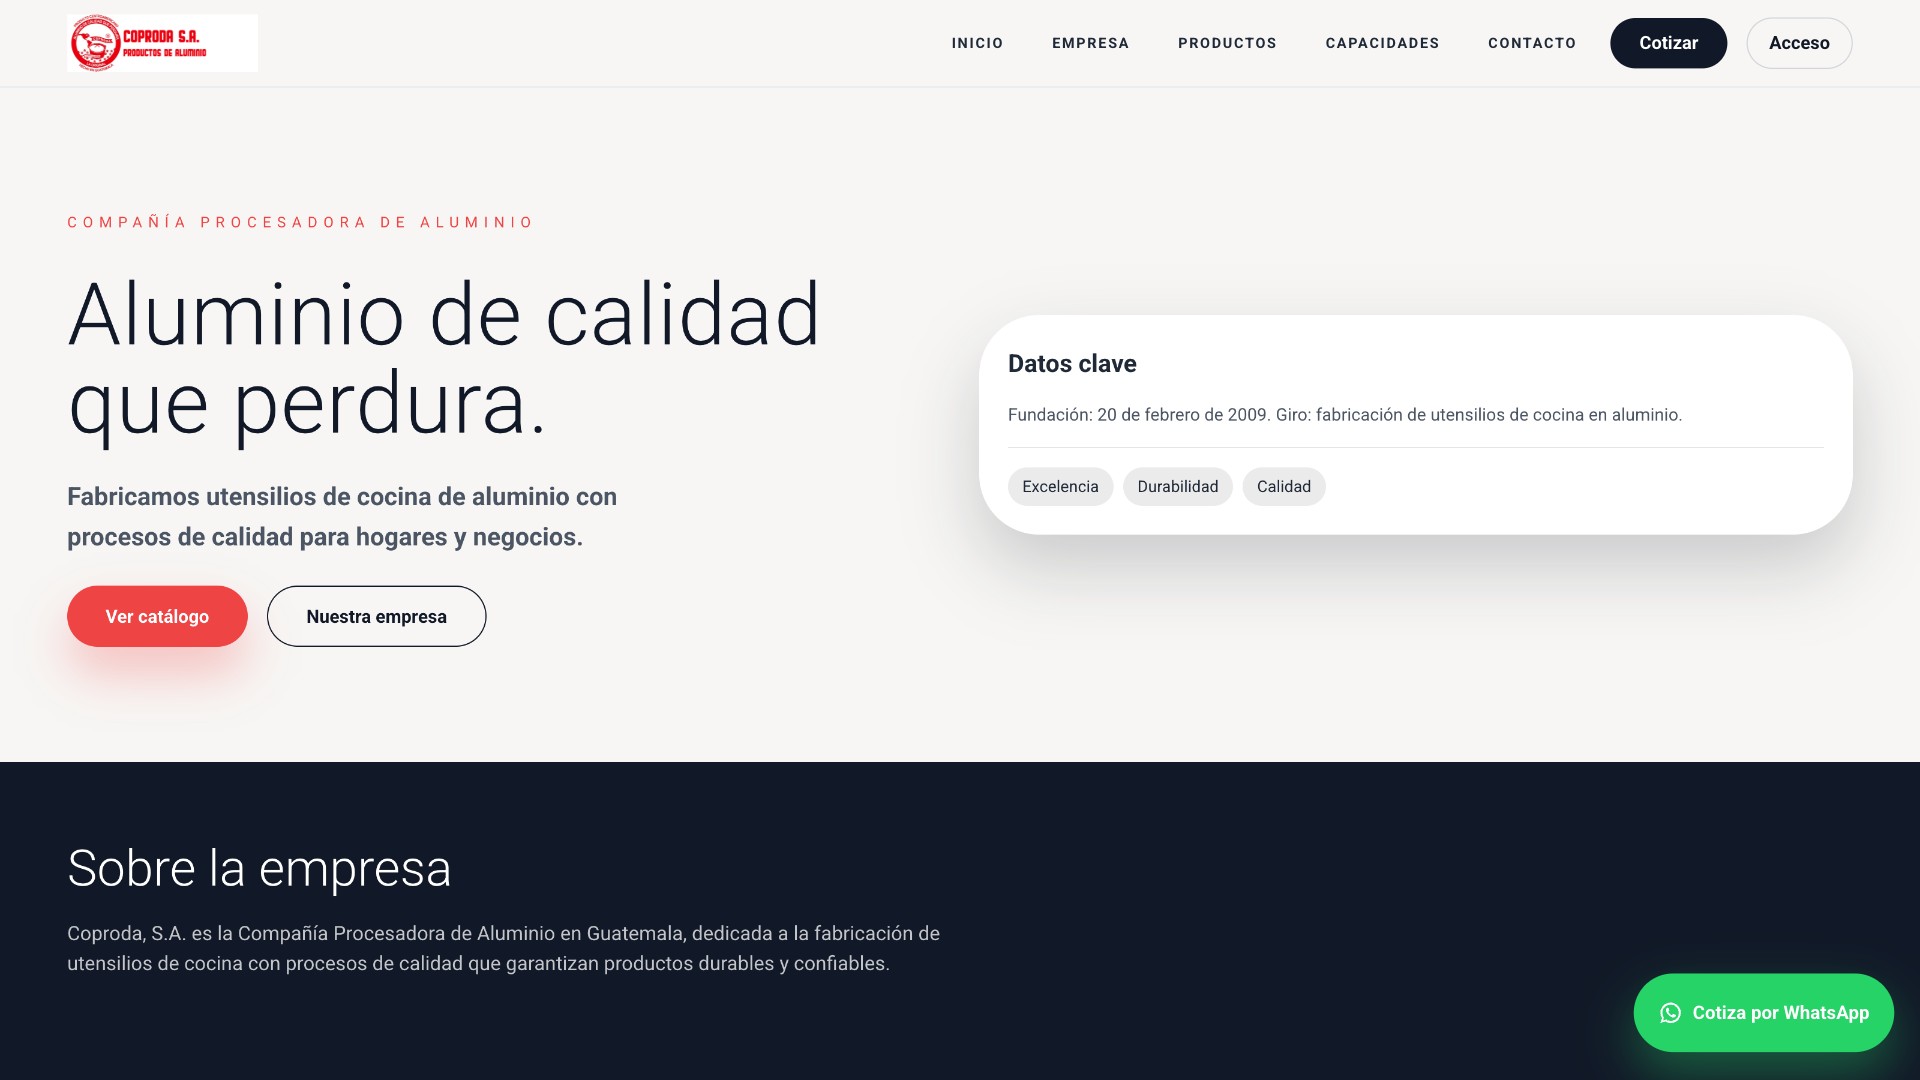 COPRODA S.A.
PRODUCTOS DE ALUMINIO
INICIO
EMPRESA
PRODUCTOS
CAPACIDADES
CONTACTO
Cotizar
Acceso
COMPAÑÍA PROCESADORA DE ALUMINIO
Aluminio de calidad
que perdura.
Fabricamos utensilios de cocina de aluminio con
procesos de calidad para hogares y negocios.
Ver catálogo
Nuestra empresa
Datos clave
Fundación: 20 de febrero de 2009. Giro: fabricación de utensilios de cocina en aluminio.
Excelencia
Durabilidad
Calidad
Sobre la empresa
Coproda, S.A. es la Compañía Procesadora de Aluminio en Guatemala, dedicada a la fabricación de
utensilios de cocina con procesos de calidad que garantizan productos durables y confiables.
Cotiza por WhatsApp